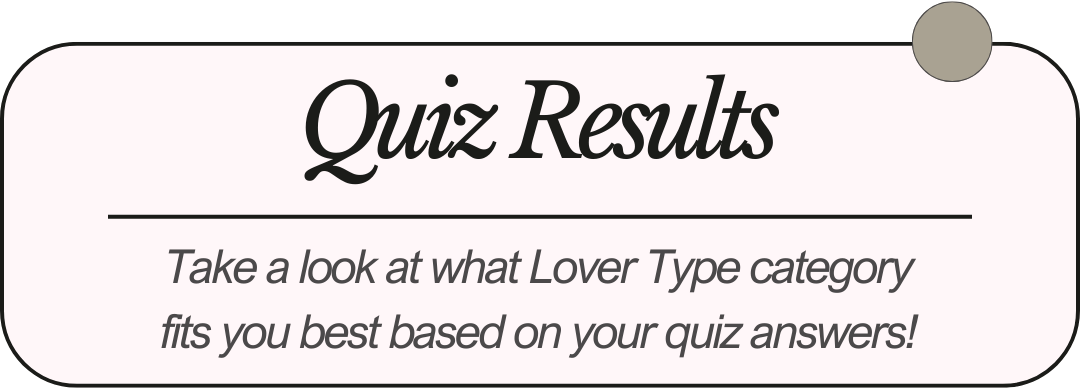 Quiz Results
Take a look at what Lover Type category
fits you best based on your quiz answers!